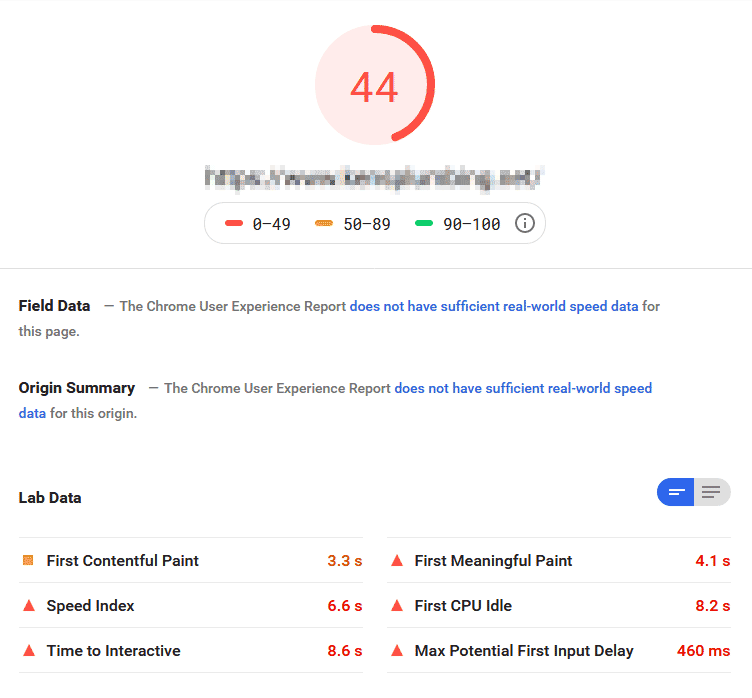 44
0–49 50–89 90–100
Field Data — The Chrome User Experience Report does not have sufficient real-world speed data for
this page.
Origin Summary — The Chrome User Experience Report does not have sufficient real-world speed
data for this origin.
Lab Data
First Contentful Paint 3.3 s
First Meaningful Paint 4.1 s
Speed Index 6.6 s
First CPU Idle 8.2 s
Time to Interactive 8.6 s
Max Potential First Input Delay 460 ms